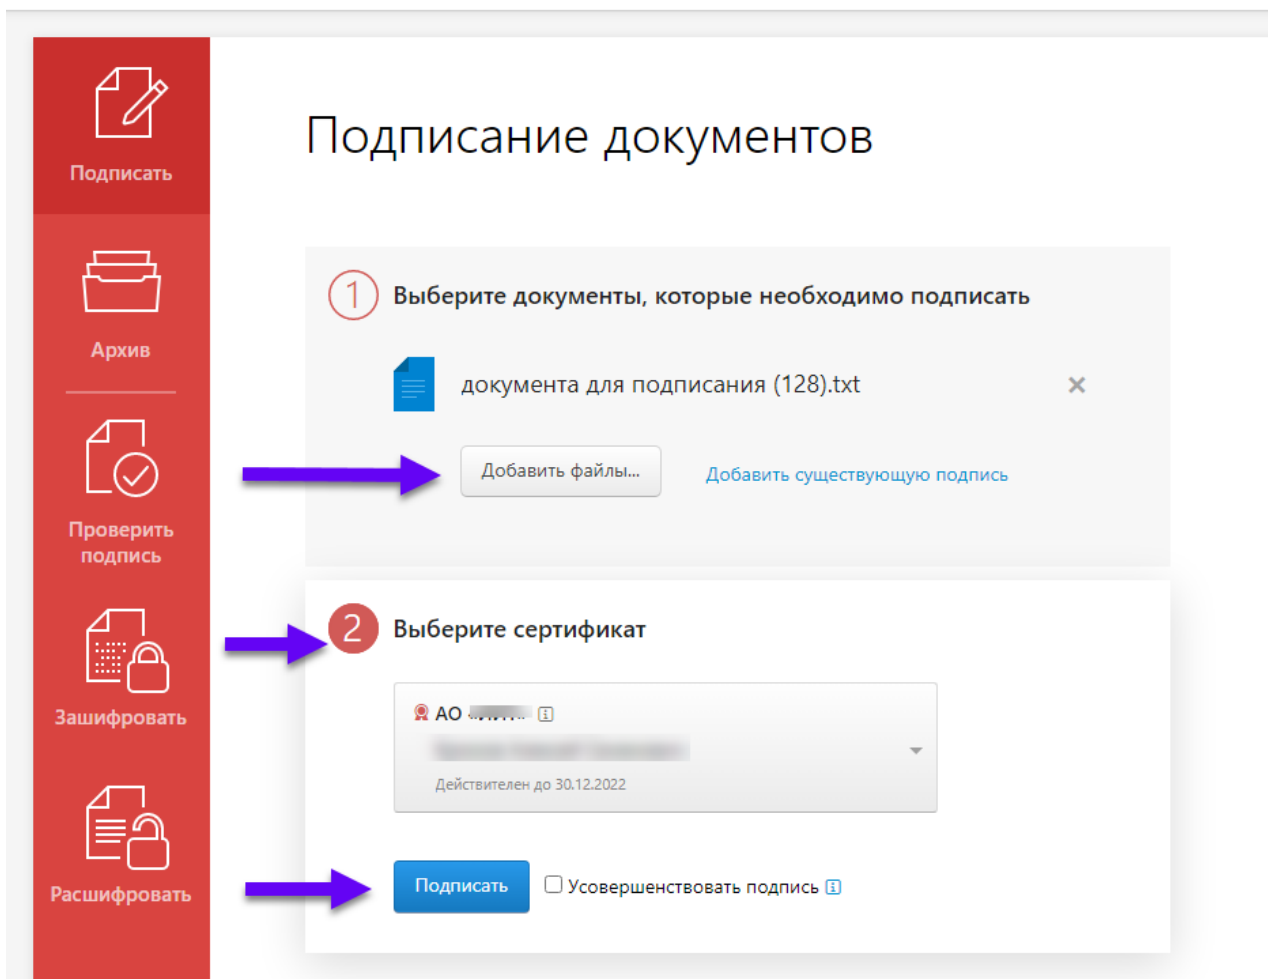 Подписать
Архив
Проверить
подпись
Зашифровать
Расшифровать
Подписание документов
1 Выберите документы, которые необходимо подписать
документа для подписания (128).txt
Добавить файлы... Добавить существующую подпись
2 Выберите сертификат
АО
Действителен до 30.12.2022
Подписать Усовершенствовать подпись